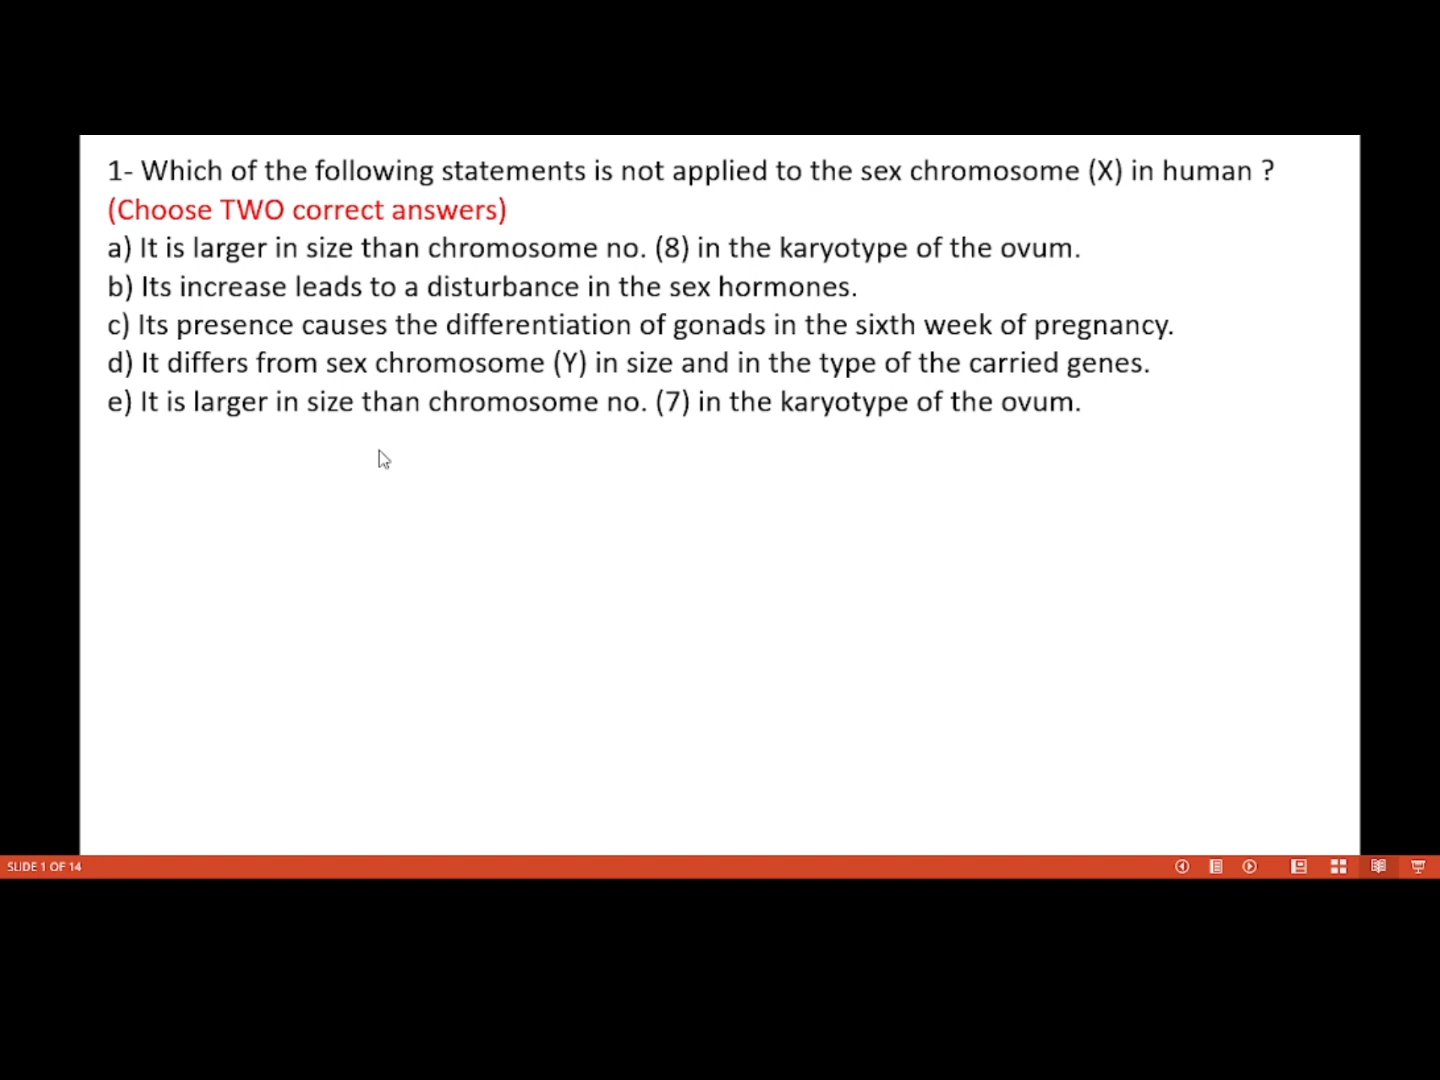 1- Which of the following statements is not applied to the sex chromosome (X) in human ?
(Choose TWO correct answers)
a) It is larger in size than chromosome no. (8) in the karyotype of the ovum.
b) Its increase leads to a disturbance in the sex hormones.
c) Its presence causes the differentiation of gonads in the sixth week of pregnancy.
d) It differs from sex chromosome (Y) in size and in the type of the carried genes.
e) It is larger in size than chromosome no. (7) in the karyotype of the ovum.
SLIDE 1 OF 14